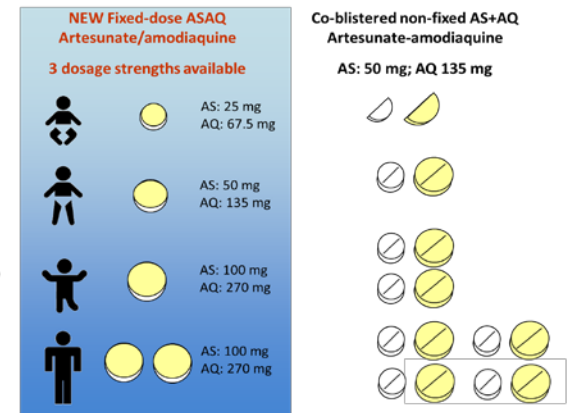 NEW Fixed-dose ASAQ
Artesunate/amodiaquine
3 dosage strengths available
Co-blistered non-fixed AS+AQ
Artesunate-amodiaquine
AS: 50 mg; AQ 135 mg
AS: 25 mg
AQ: 67.5 mg
AS: 50 mg
AQ: 135 mg
AS: 100 mg
AQ: 270 mg
AS: 100 mg
AQ: 270 mg